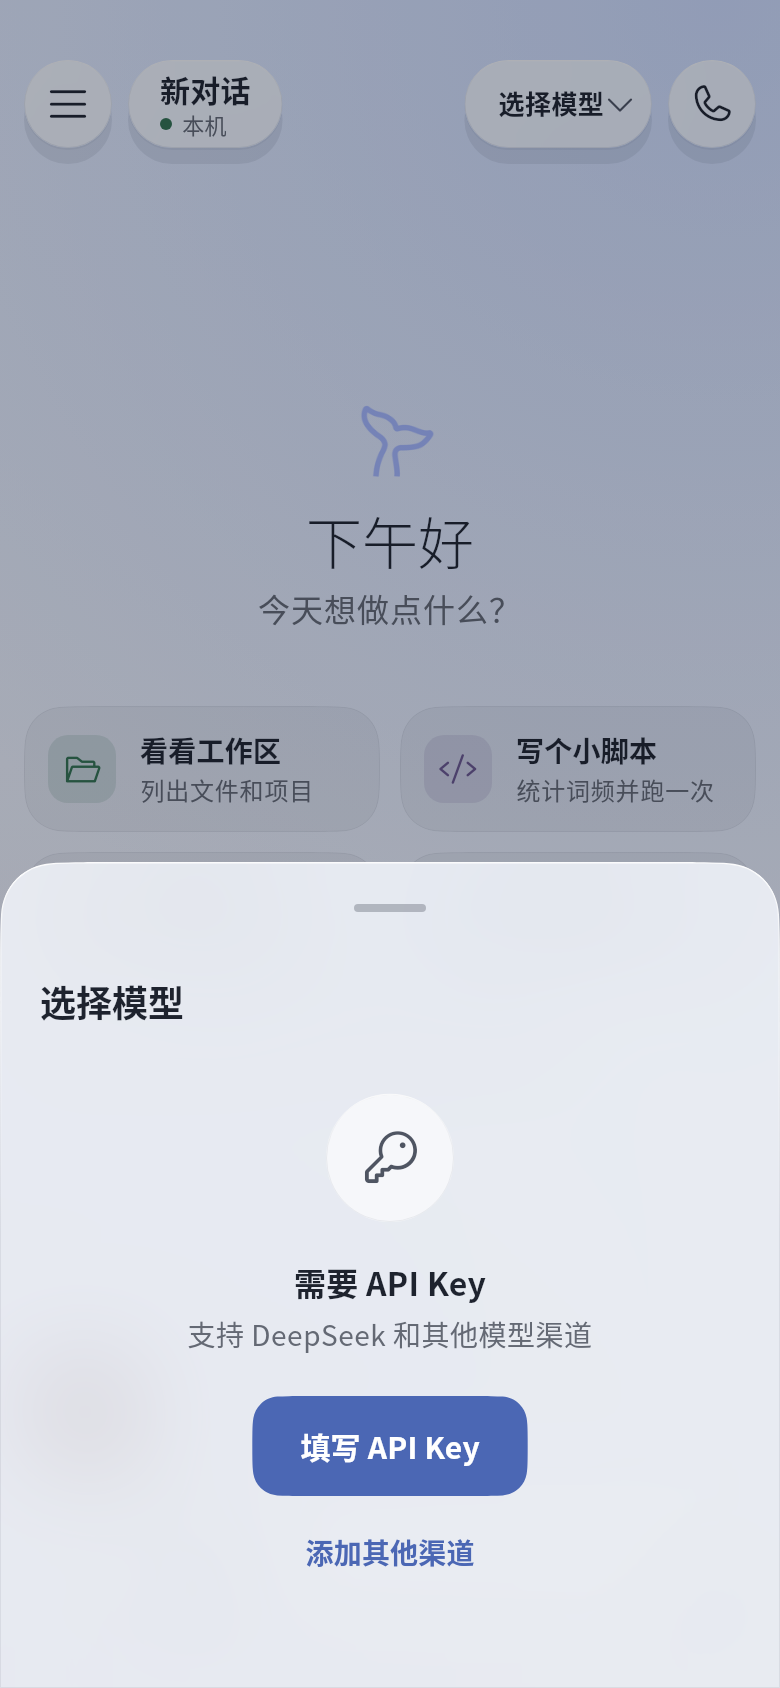 新对话
本机
选择模型
下午好
今天想做点什么？
看看工作区
列出文件和项目
写个小脚本
统计词频并跑一次
选择模型
需要 API Key
支持 DeepSeek 和其他模型渠道
填写 API Key
添加其他渠道